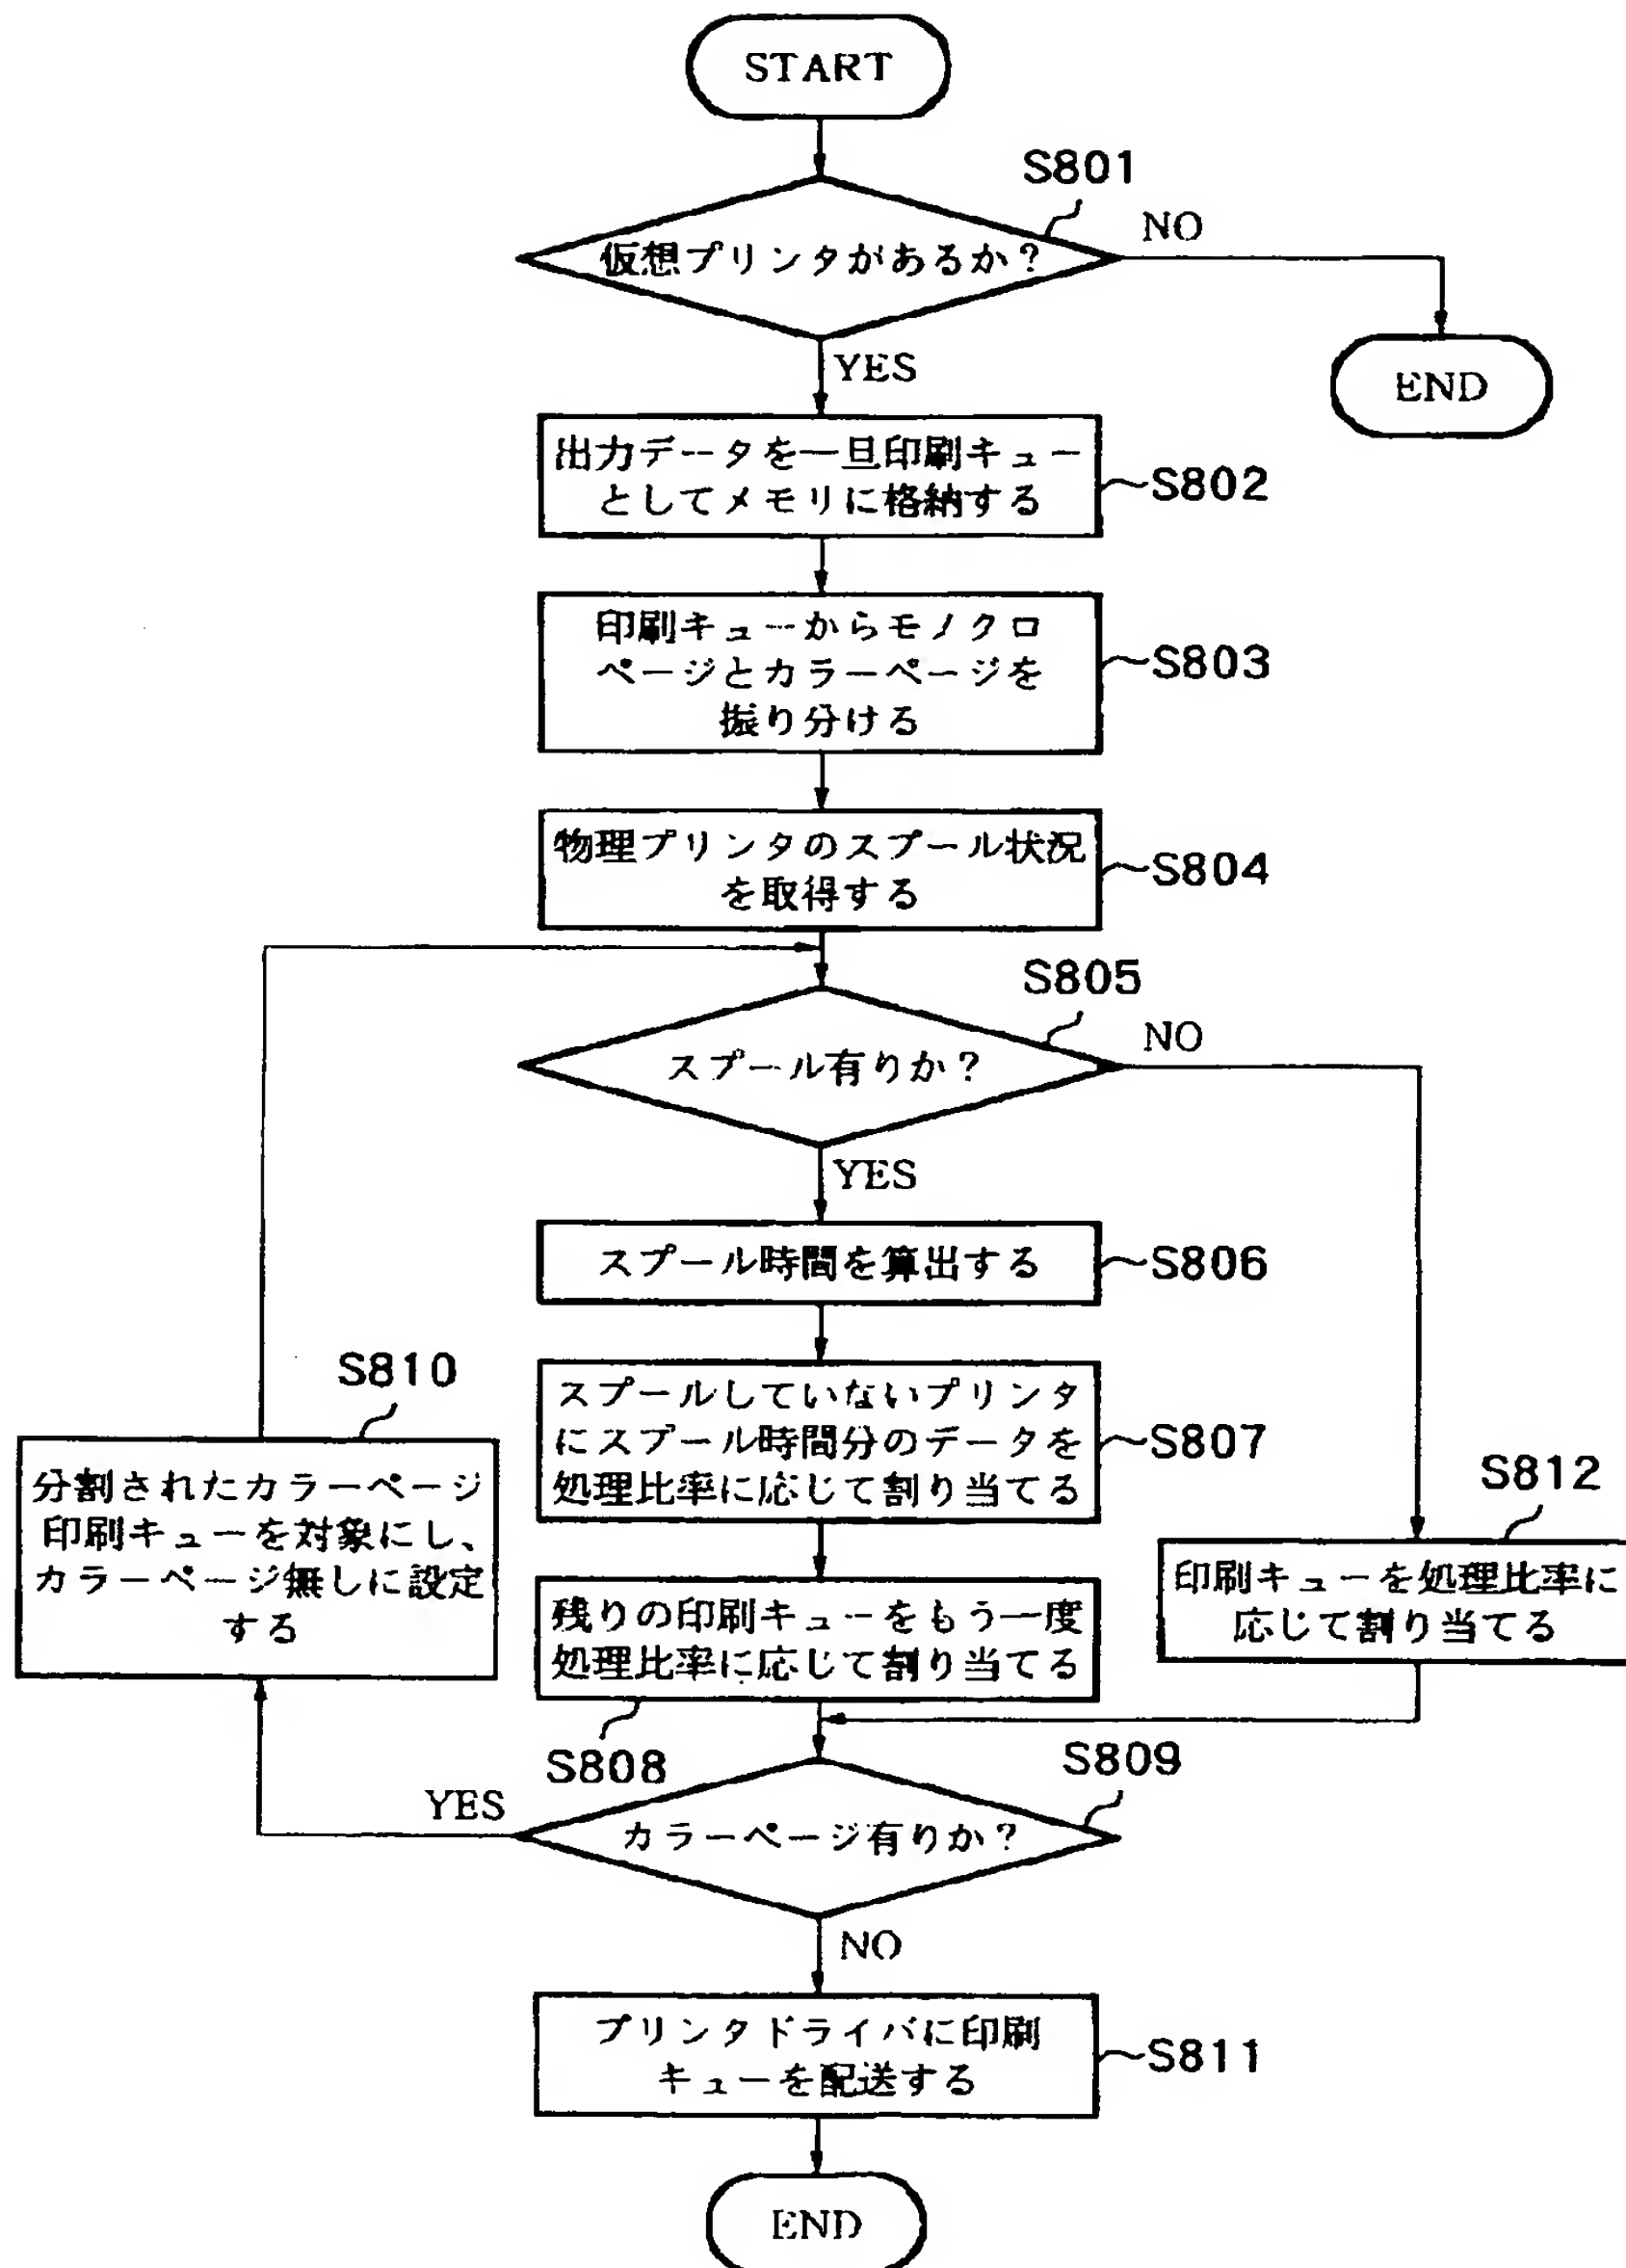 START
S801
仮想プリンタがあるか?
NO
YES
END
出力データを一旦印刷キュー
としてメモリに格納する
S802
印刷キューからモノクロ
ページとカラーページを
振り分ける
S803
物理プリンタのスプール状況
を取得する
S804
S805
スプール有りか?
NO
YES
スプール時間を算出する
S806
スプールしていないプリンタ
にスプール時間分のデータを
処理比率に応じて割り当てる
S807
S810
分割されたカラーページ
印刷キューを対象にし、
カラーページ無しに設定
する
S812
印刷キューを処理比率に
応じて割り当てる
残りの印刷キューをもう一度
処理比率に応じて割り当てる
S808
S809
YES
カラーページ有りか?
NO
プリンタドライバに印刷
キューを配送する
S811
END